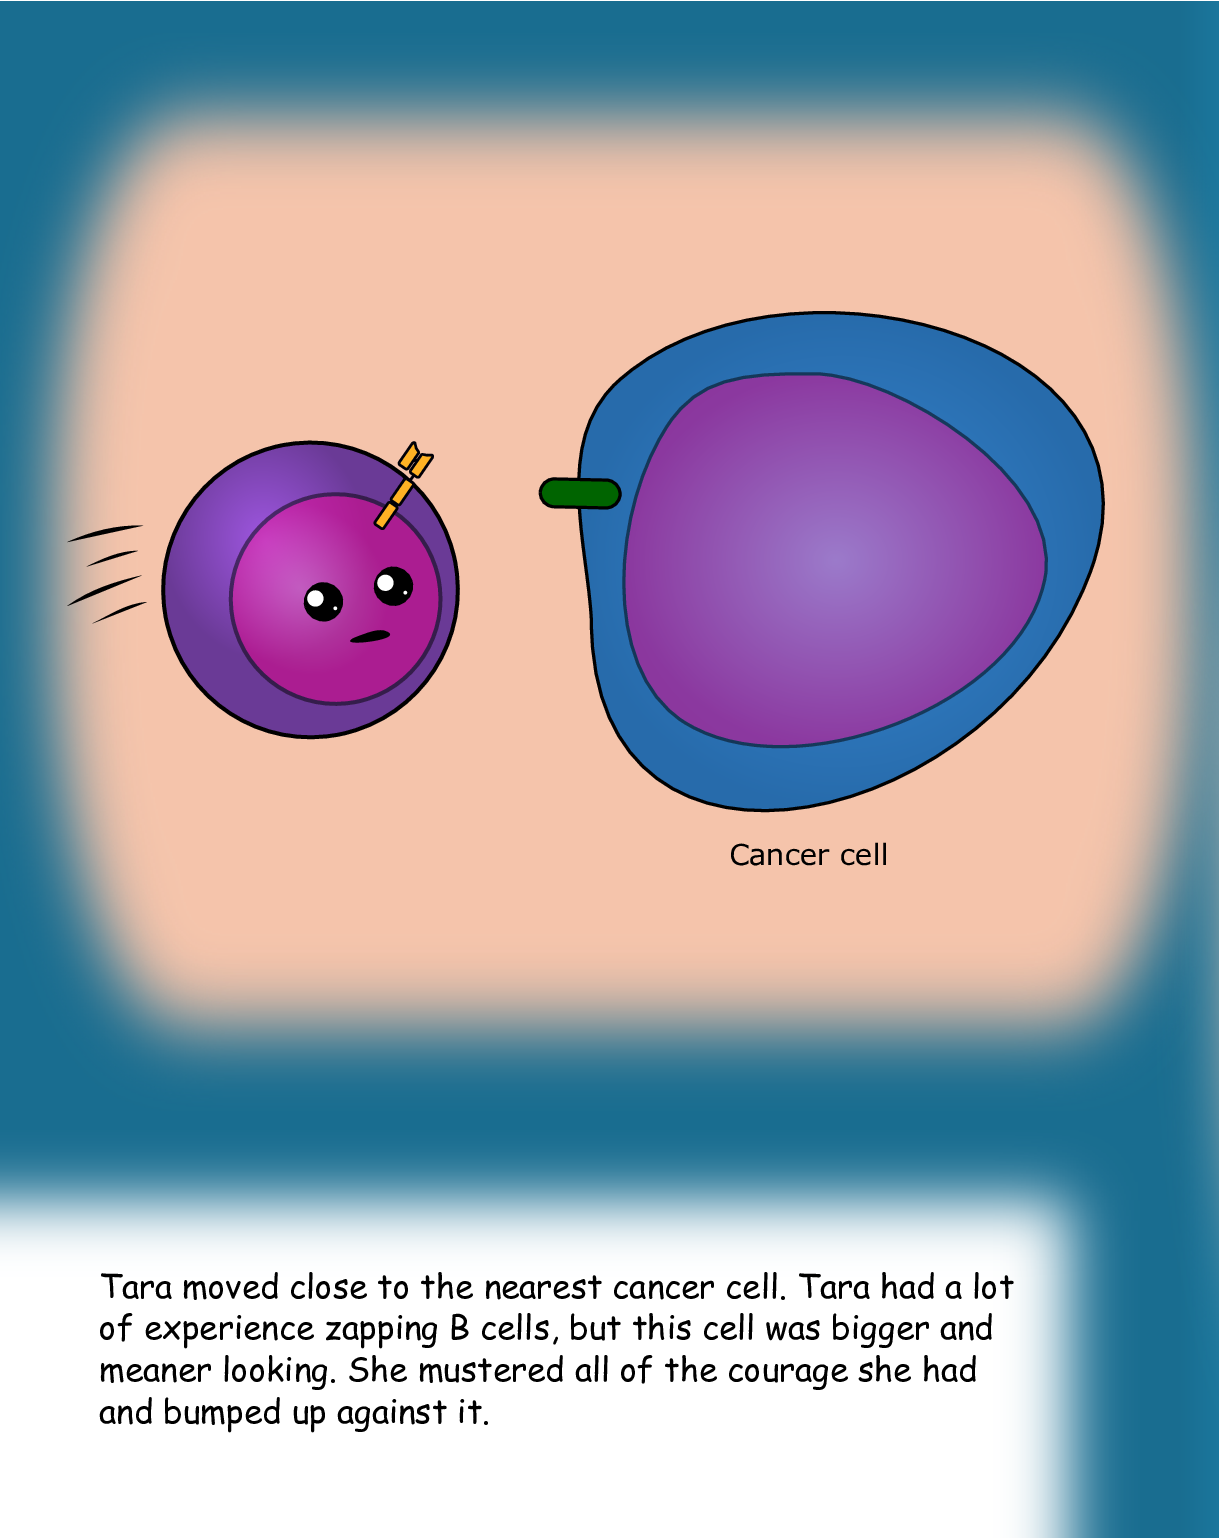 Cancer cell
Tara moved close to the nearest cancer cell. Tara had a lot
of experience zapping B cells, but this cell was bigger and
meaner looking. She mustered all of the courage she had
and bumped up against it.